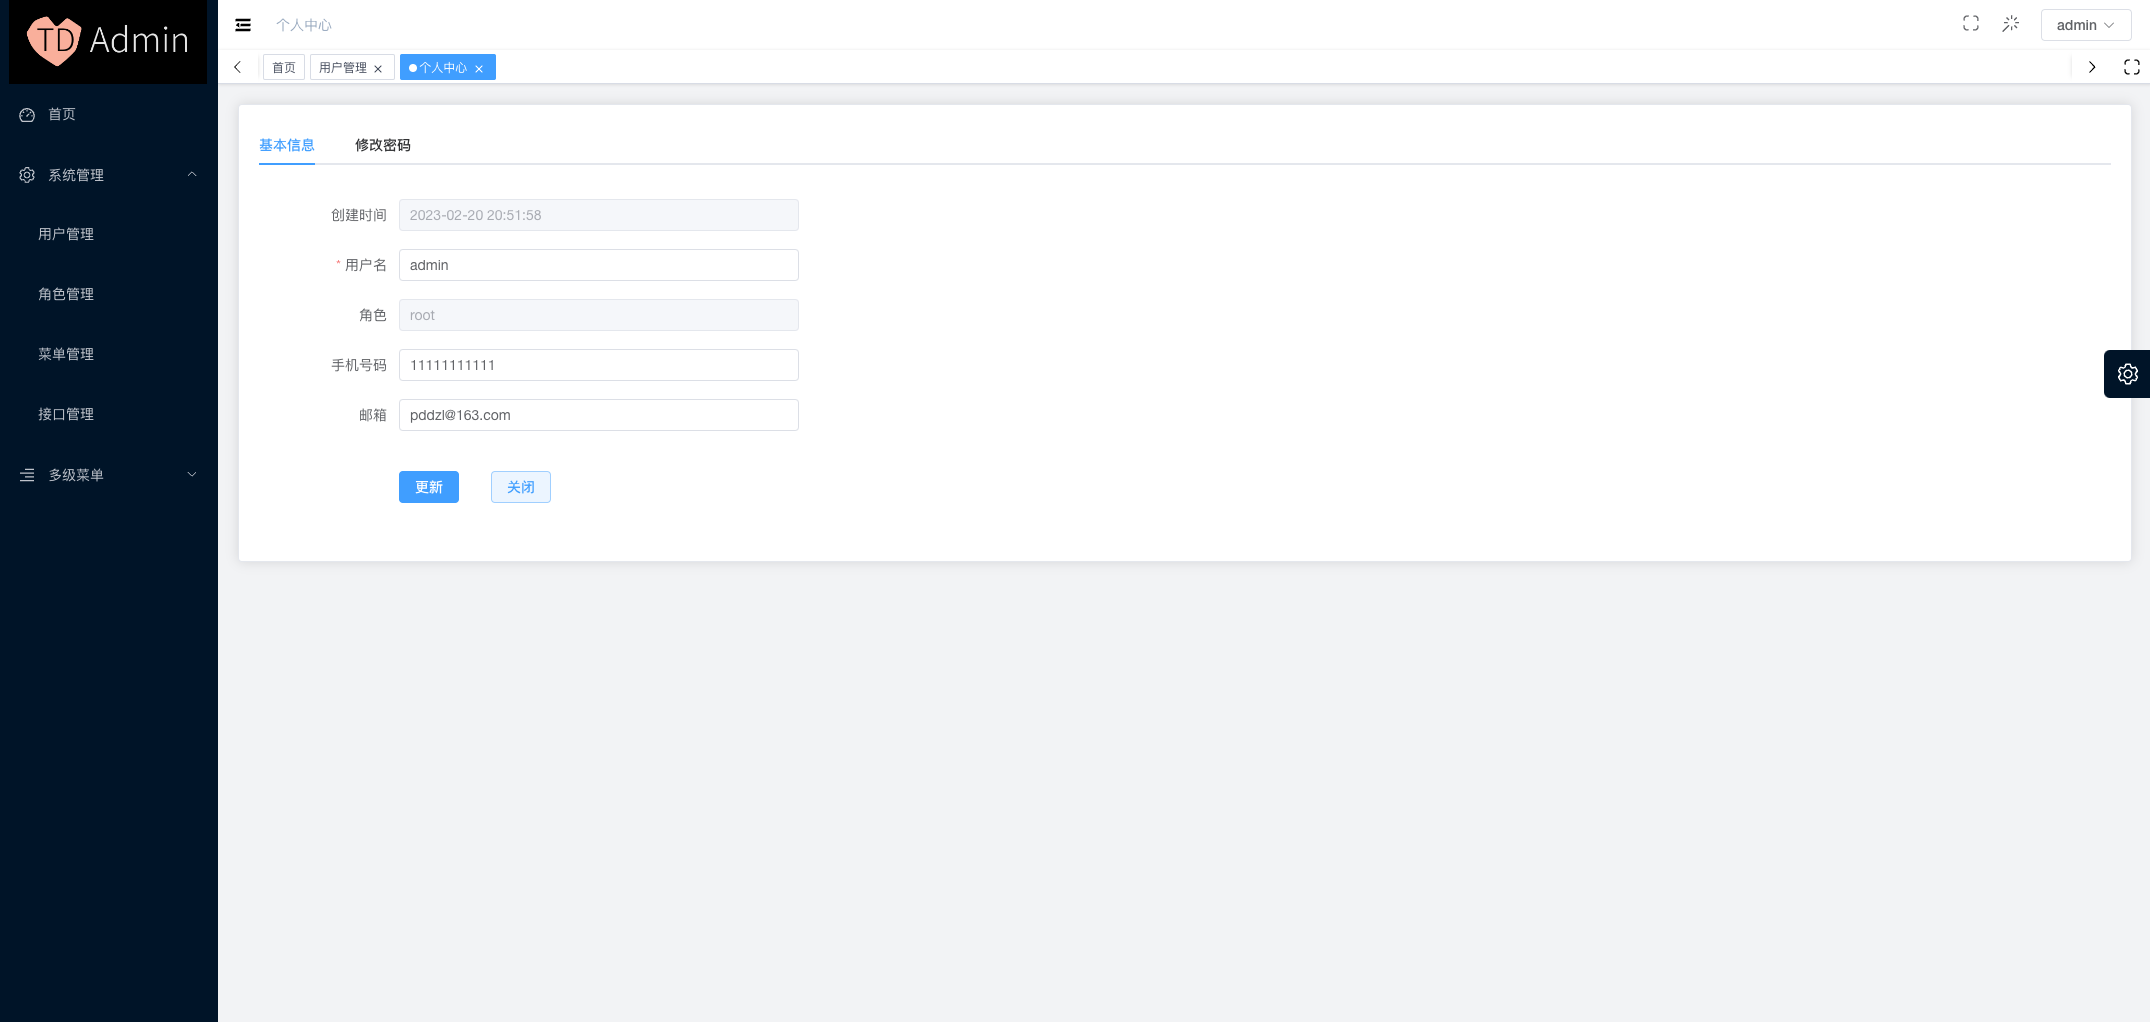 TD Admin
首页
系统管理
用户管理
角色管理
菜单管理
接口管理
多级菜单
个人中心
admin
首页
用户管理
个人中心
基本信息
修改密码
创建时间 2023-02-20 20:51:58
* 用户名 admin
角色 root
手机号码 11111111111
邮箱 pddzl@163.com
更新
关闭